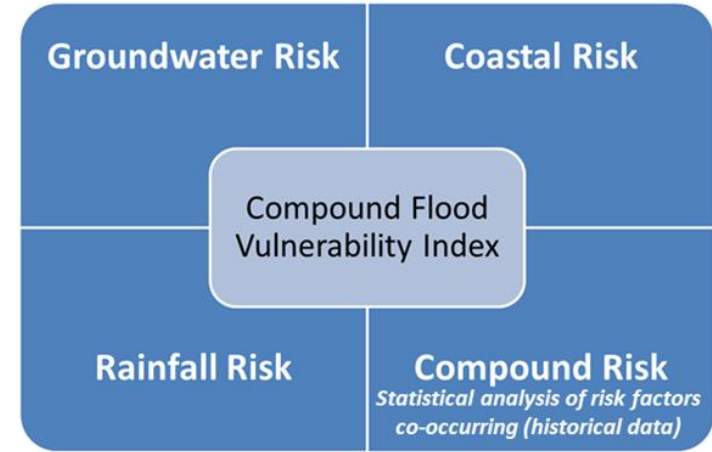 Groundwater Risk
Coastal Risk
Compound Flood
Vulnerability Index
Rainfall Risk
Compound Risk
Statistical analysis of risk factors
co-occurring (historical data)